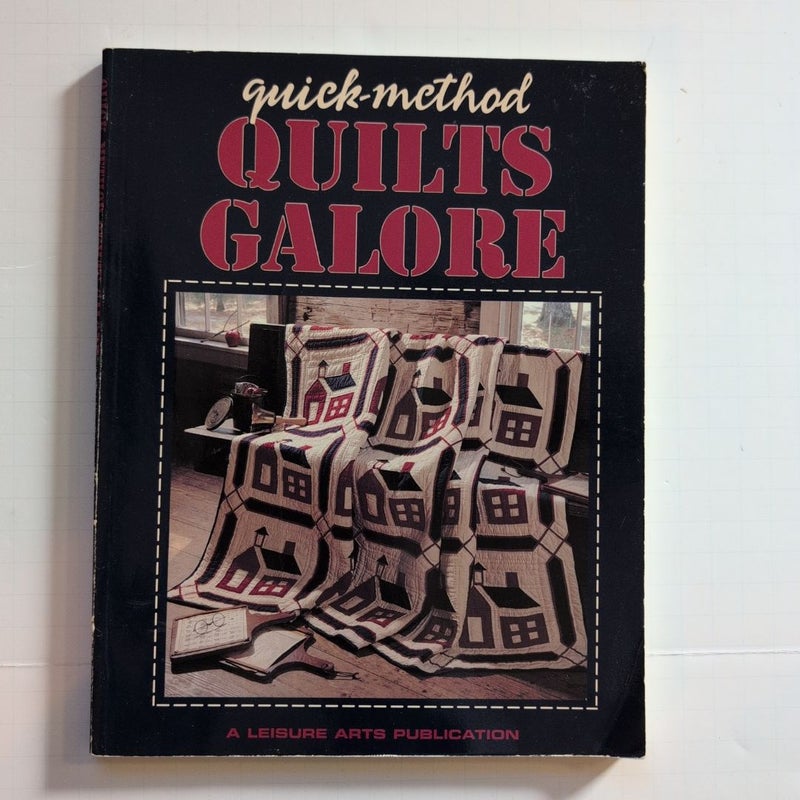 quick-method
QUILTS
GALORE
A LEISURE ARTS PUBLICATION